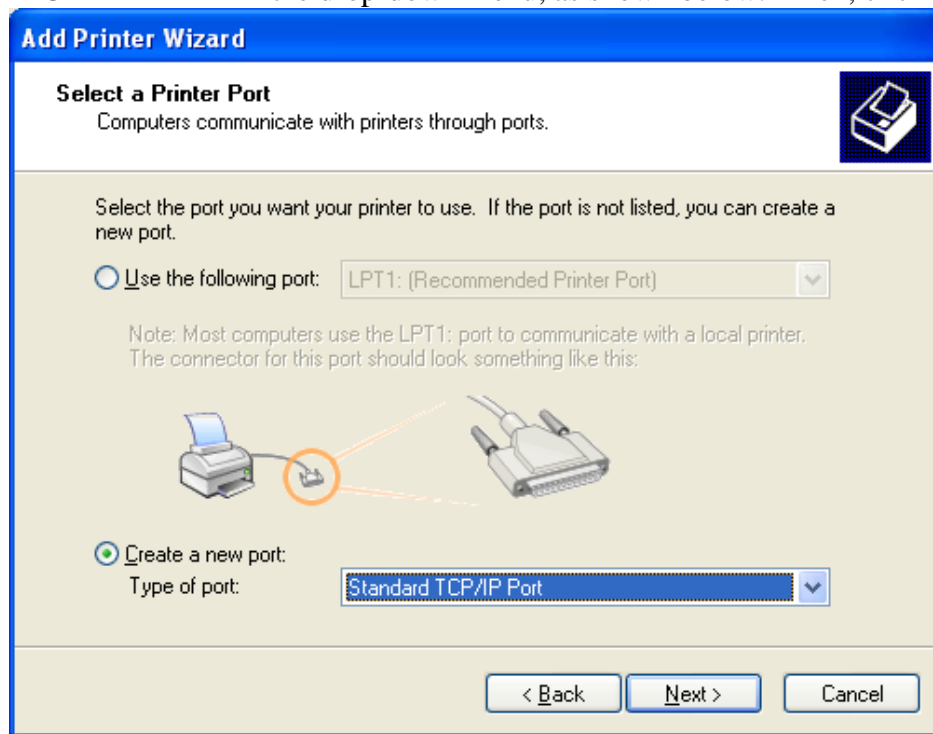 Add Printer Wizard
Select a Printer Port
Computers communicate with printers through ports.
Select the port you want your printer to use. If the port is not listed, you can create a
new port.
Use the following port: LPT1: (Recommended Printer Port)
Note: Most computers use the LPT1: port to communicate with a local printer.
The connector for this port should look something like this:
Create a new port:
Type of port: Standard TCP/IP Port
< Back Next > Cancel